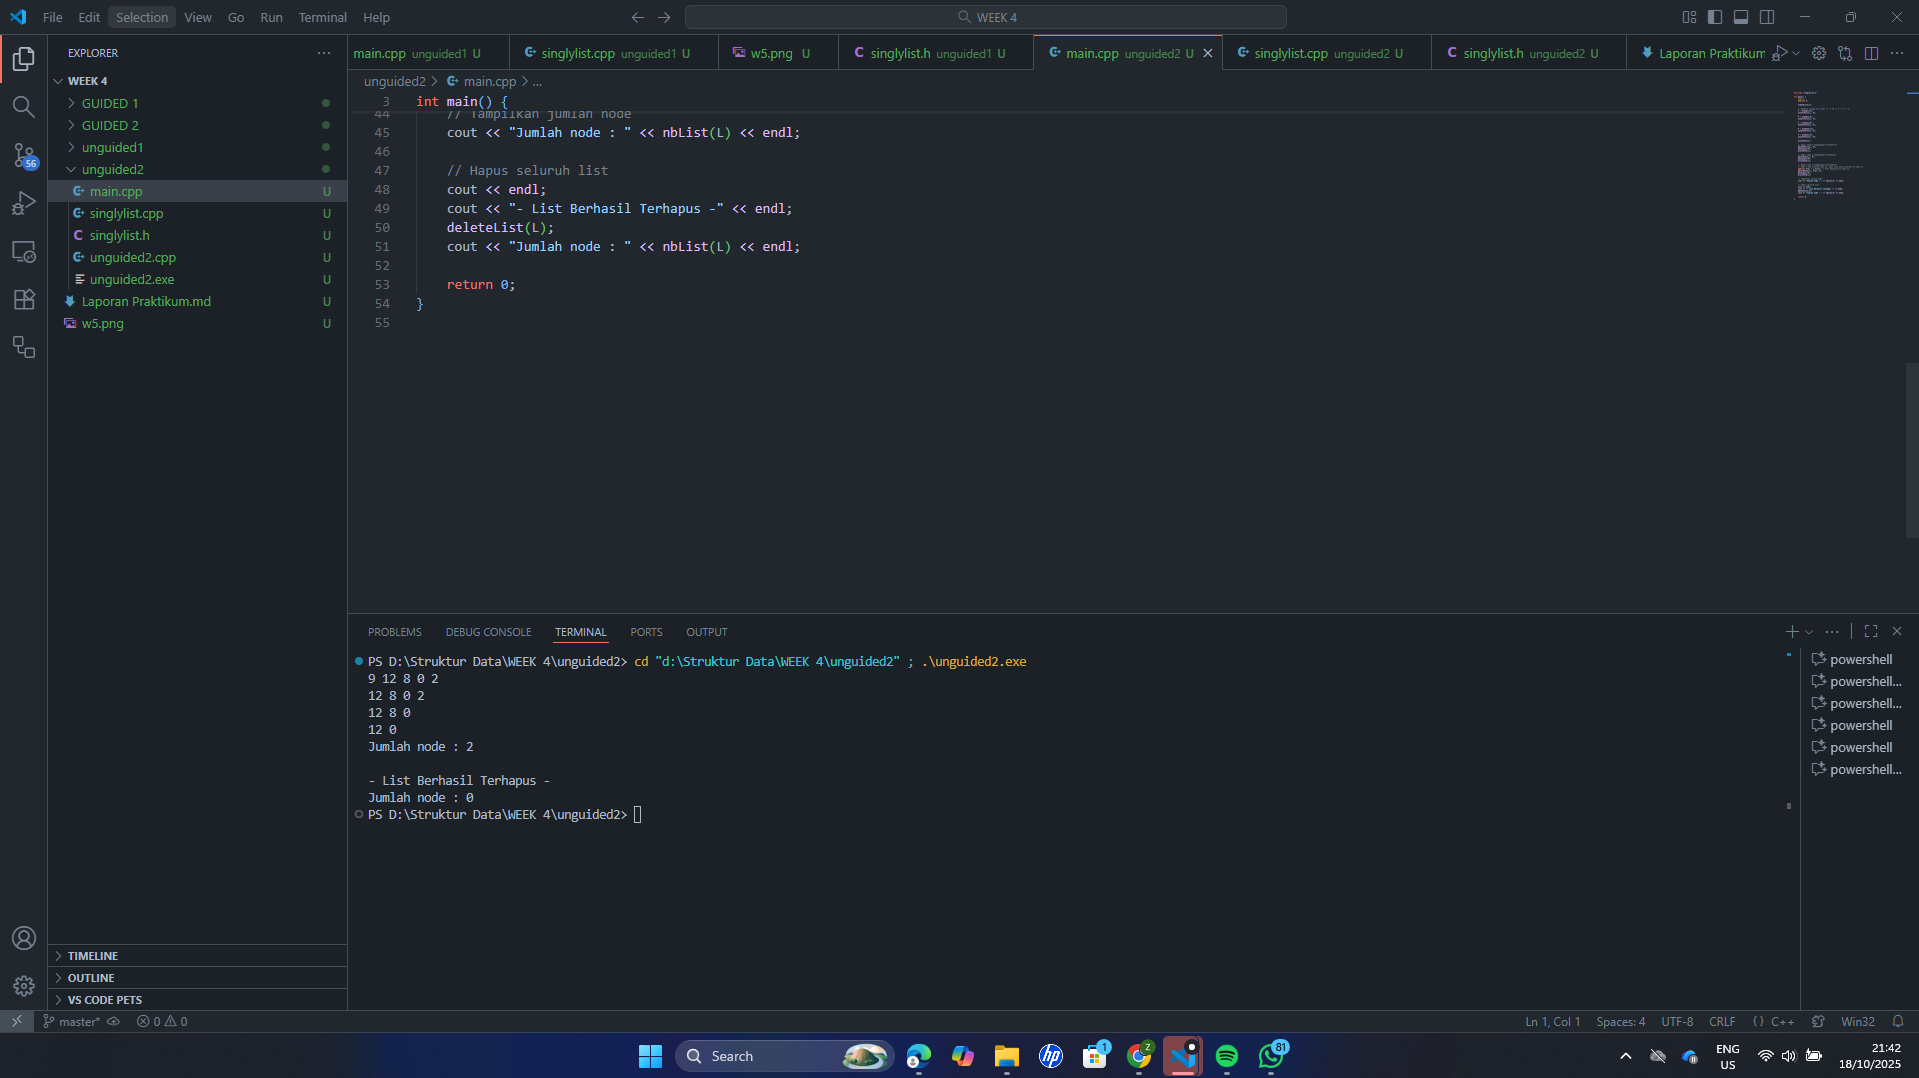 File Edit Selection View Go Run Terminal Help
WEEK 4
EXPLORER
WEEK 4
GUIDED 1
GUIDED 2
unguided1
unguided2
main.cpp U
singlylist.cpp U
singlylist.h U
unguided2.cpp U
unguided2.exe U
Laporan Praktikum.md U
w5.png U
56
TIMELINE
OUTLINE
VS CODE PETS
main.cpp unguided1 U
singlylist.cpp unguided1 U
w5.png U
singlylist.h unguided1 U
main.cpp unguided2 U
singlylist.cpp unguided2 U
singlylist.h unguided2 U
Laporan Praktikum
unguided2 > main.cpp > ...
3 int main() {
44 // Tampilkan jumlah node
45 cout << "Jumlah node : " << nbList(L) << endl;
46
47 // Hapus seluruh list
48 cout << endl;
49 cout << "- List Berhasil Terhapus -" << endl;
50 deleteList(L);
51 cout << "Jumlah node : " << nbList(L) << endl;
52
53 return 0;
54 }
55
PROBLEMS DEBUG CONSOLE TERMINAL PORTS OUTPUT
PS D:\Struktur Data\WEEK 4\unguided2> cd "d:\Struktur Data\WEEK 4\unguided2" ; .\unguided2.exe
9 12 8 0 2
12 8 0 2
12 8 0
12 0
Jumlah node : 2
- List Berhasil Terhapus -
Jumlah node : 0
PS D:\Struktur Data\WEEK 4\unguided2>
powershell
powershell...
powershell...
powershell
powershell
powershell...
master* 0 0
Ln 1, Col 1 Spaces: 4 UTF-8 CRLF {} C++ Win32
Search
hp
1
Z
81
ENG
US
21:42
18/10/2025